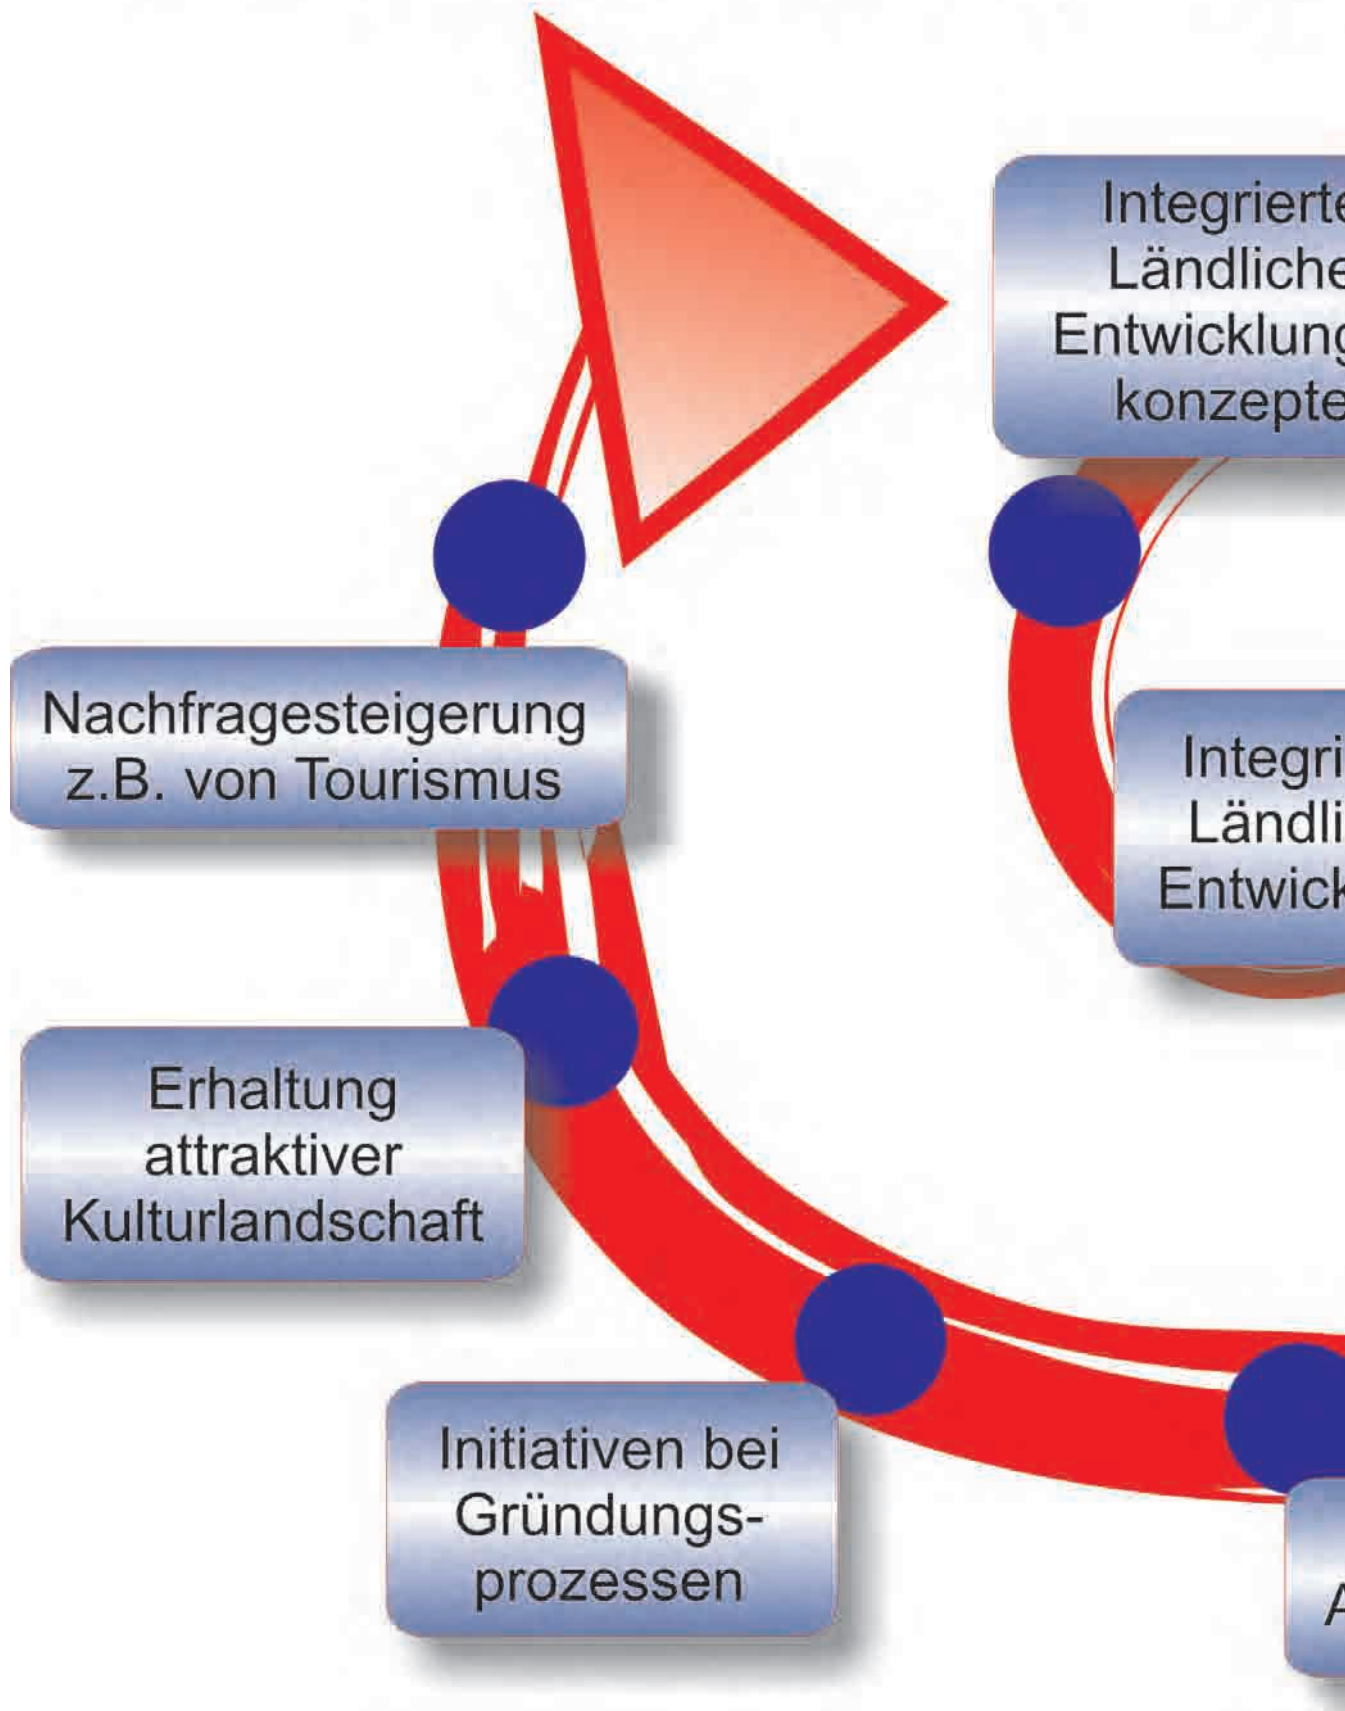 Integrierte
Ländliche
Entwicklung
konzepte
Nachfragesteigerung
z.B. von Tourismus
Integri
Ländli
Entwick
Erhaltung
attraktiver
Kulturlandschaft
Initiativen bei
Gründungs-
prozessen
A